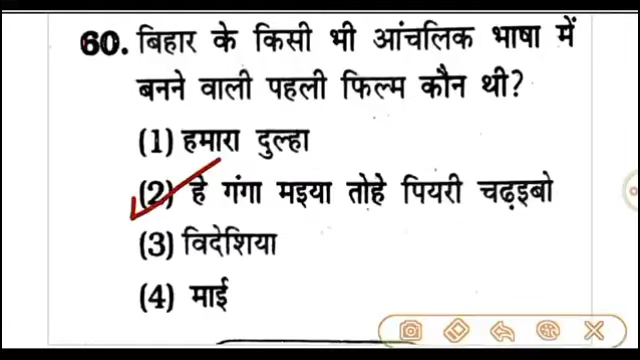 60. बिहार के किसी भी आंचलिक भाषा में
बनने वाली पहली फिल्म कौन थी?
(1) हमारा दुल्हा
(2) हे गंगा मइया तोहे पियरी चढ़इबो
(3) विदेशिया
(4) माई